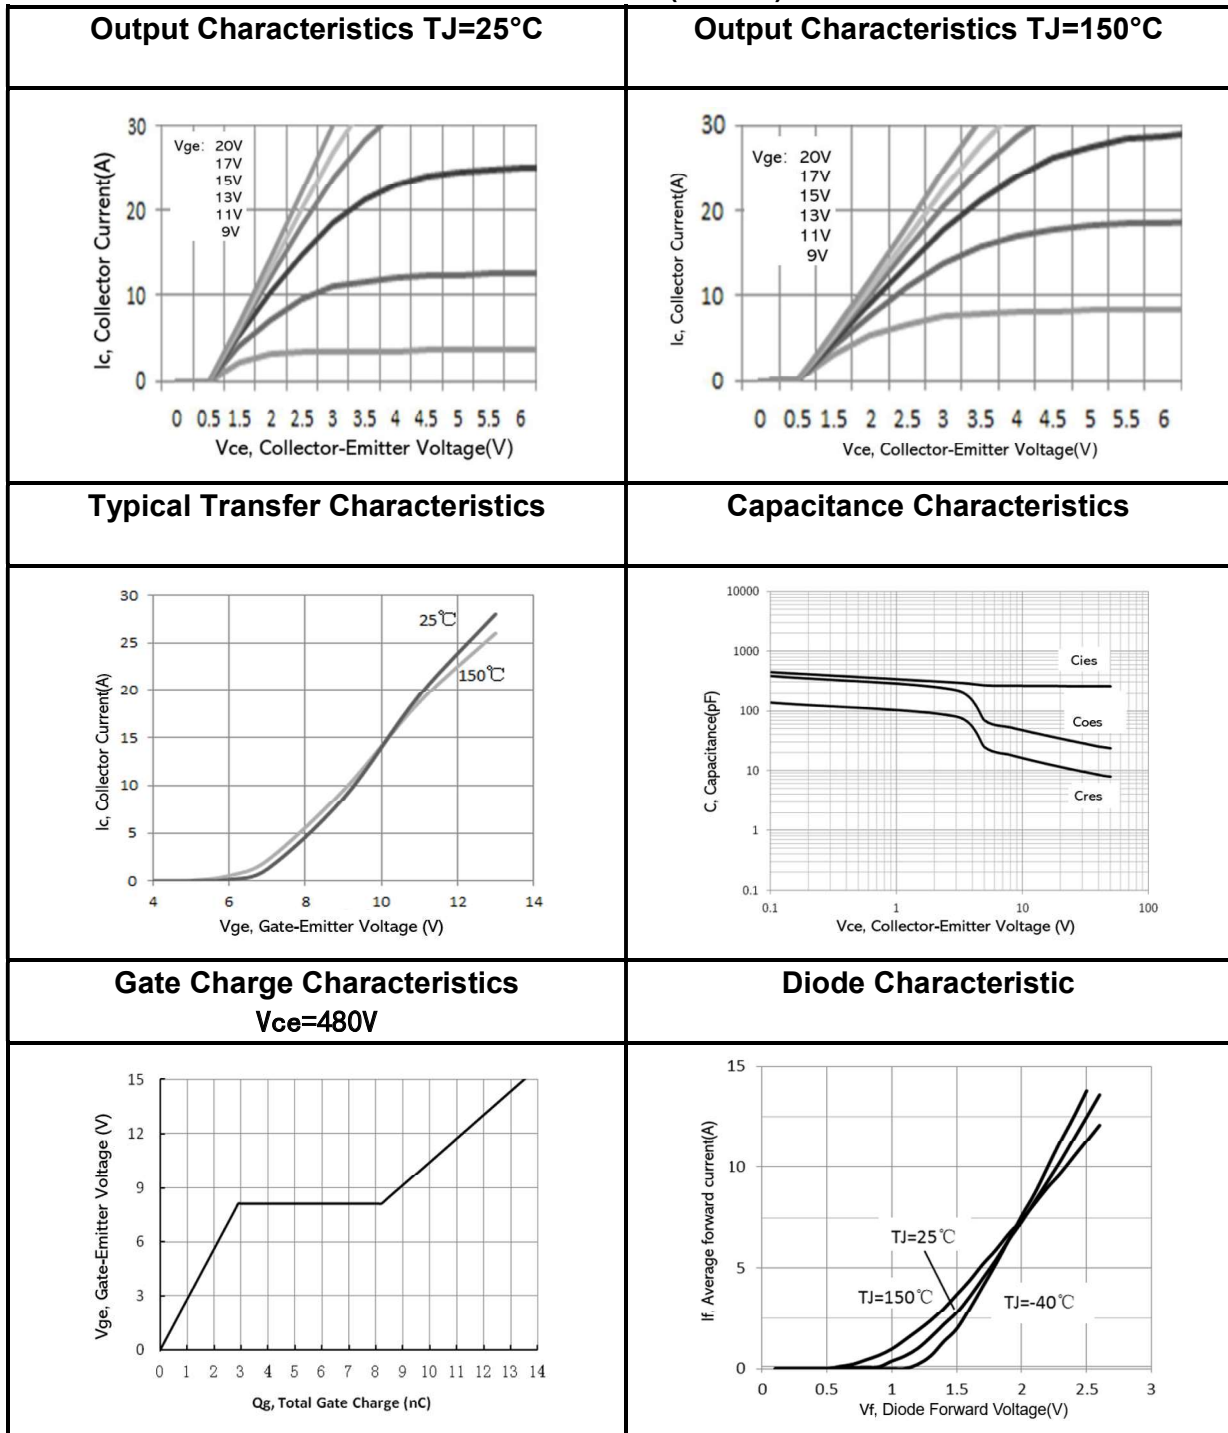 Output Characteristics TJ=25°C
Output Characteristics TJ=150°C
Ic, Collector Current(A)
30
20
10
0
Vge: 20V
17V
15V
13V
11V
9V
0 0.5 1.5 2 2.5 3 3.5 4 4.5 5 5.5 6
Vce, Collector-Emitter Voltage(V)
Ic, Collector Current(A)
30
20
10
0
Vge: 20V
17V
15V
13V
11V
9V
0 0.5 1.5 2 2.5 3 3.5 4 4.5 5 5.5 6
Vce, Collector-Emitter Voltage(V)
Typical Transfer Characteristics
Capacitance Characteristics
Ic, Collector Current(A)
30
25
20
15
10
5
0
25℃
150℃
4 6 8 10 12 14
Vge, Gate-Emitter Voltage (V)
C, Capacitance(pF)
10000
1000
100
10
1
0.1
Cies
Coes
Cres
0.1 1 10 100
Vce, Collector-Emitter Voltage (V)
Gate Charge Characteristics
Vce=480V
Diode Characteristic
Vge, Gate-Emitter Voltage (V)
15
12
9
6
3
0
0 1 2 3 4 5 6 7 8 9 10 11 12 13 14
Qg, Total Gate Charge (nC)
If. Average forward current(A)
15
10
5
0
TJ=25℃
TJ=150℃
TJ=-40℃
0 0.5 1 1.5 2 2.5 3
Vf, Diode Forward Voltage(V)